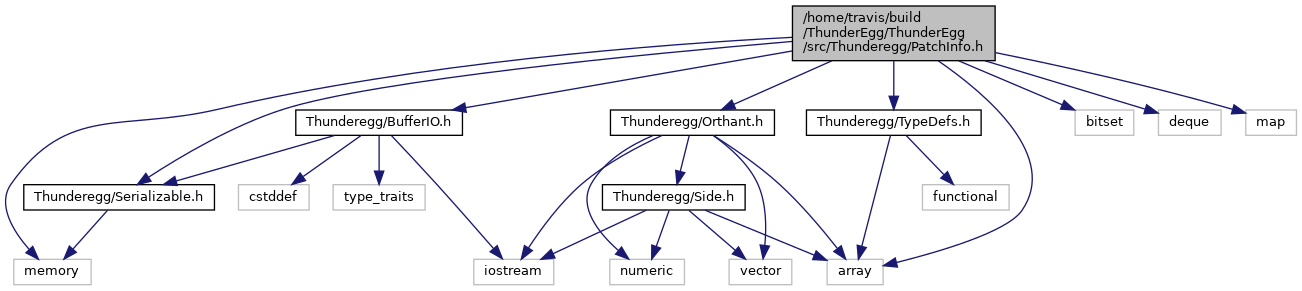 /home/travis/build
/ThunderEgg/ThunderEgg
/src/Thunderegg/PatchInfo.h
Thunderegg/BufferIO.h
Thunderegg/Orthant.h
Thunderegg/TypeDefs.h
bitset
deque
map
Thunderegg/Serializable.h
cstddef
type_traits
Thunderegg/Side.h
functional
memory
iostream
numeric
vector
array